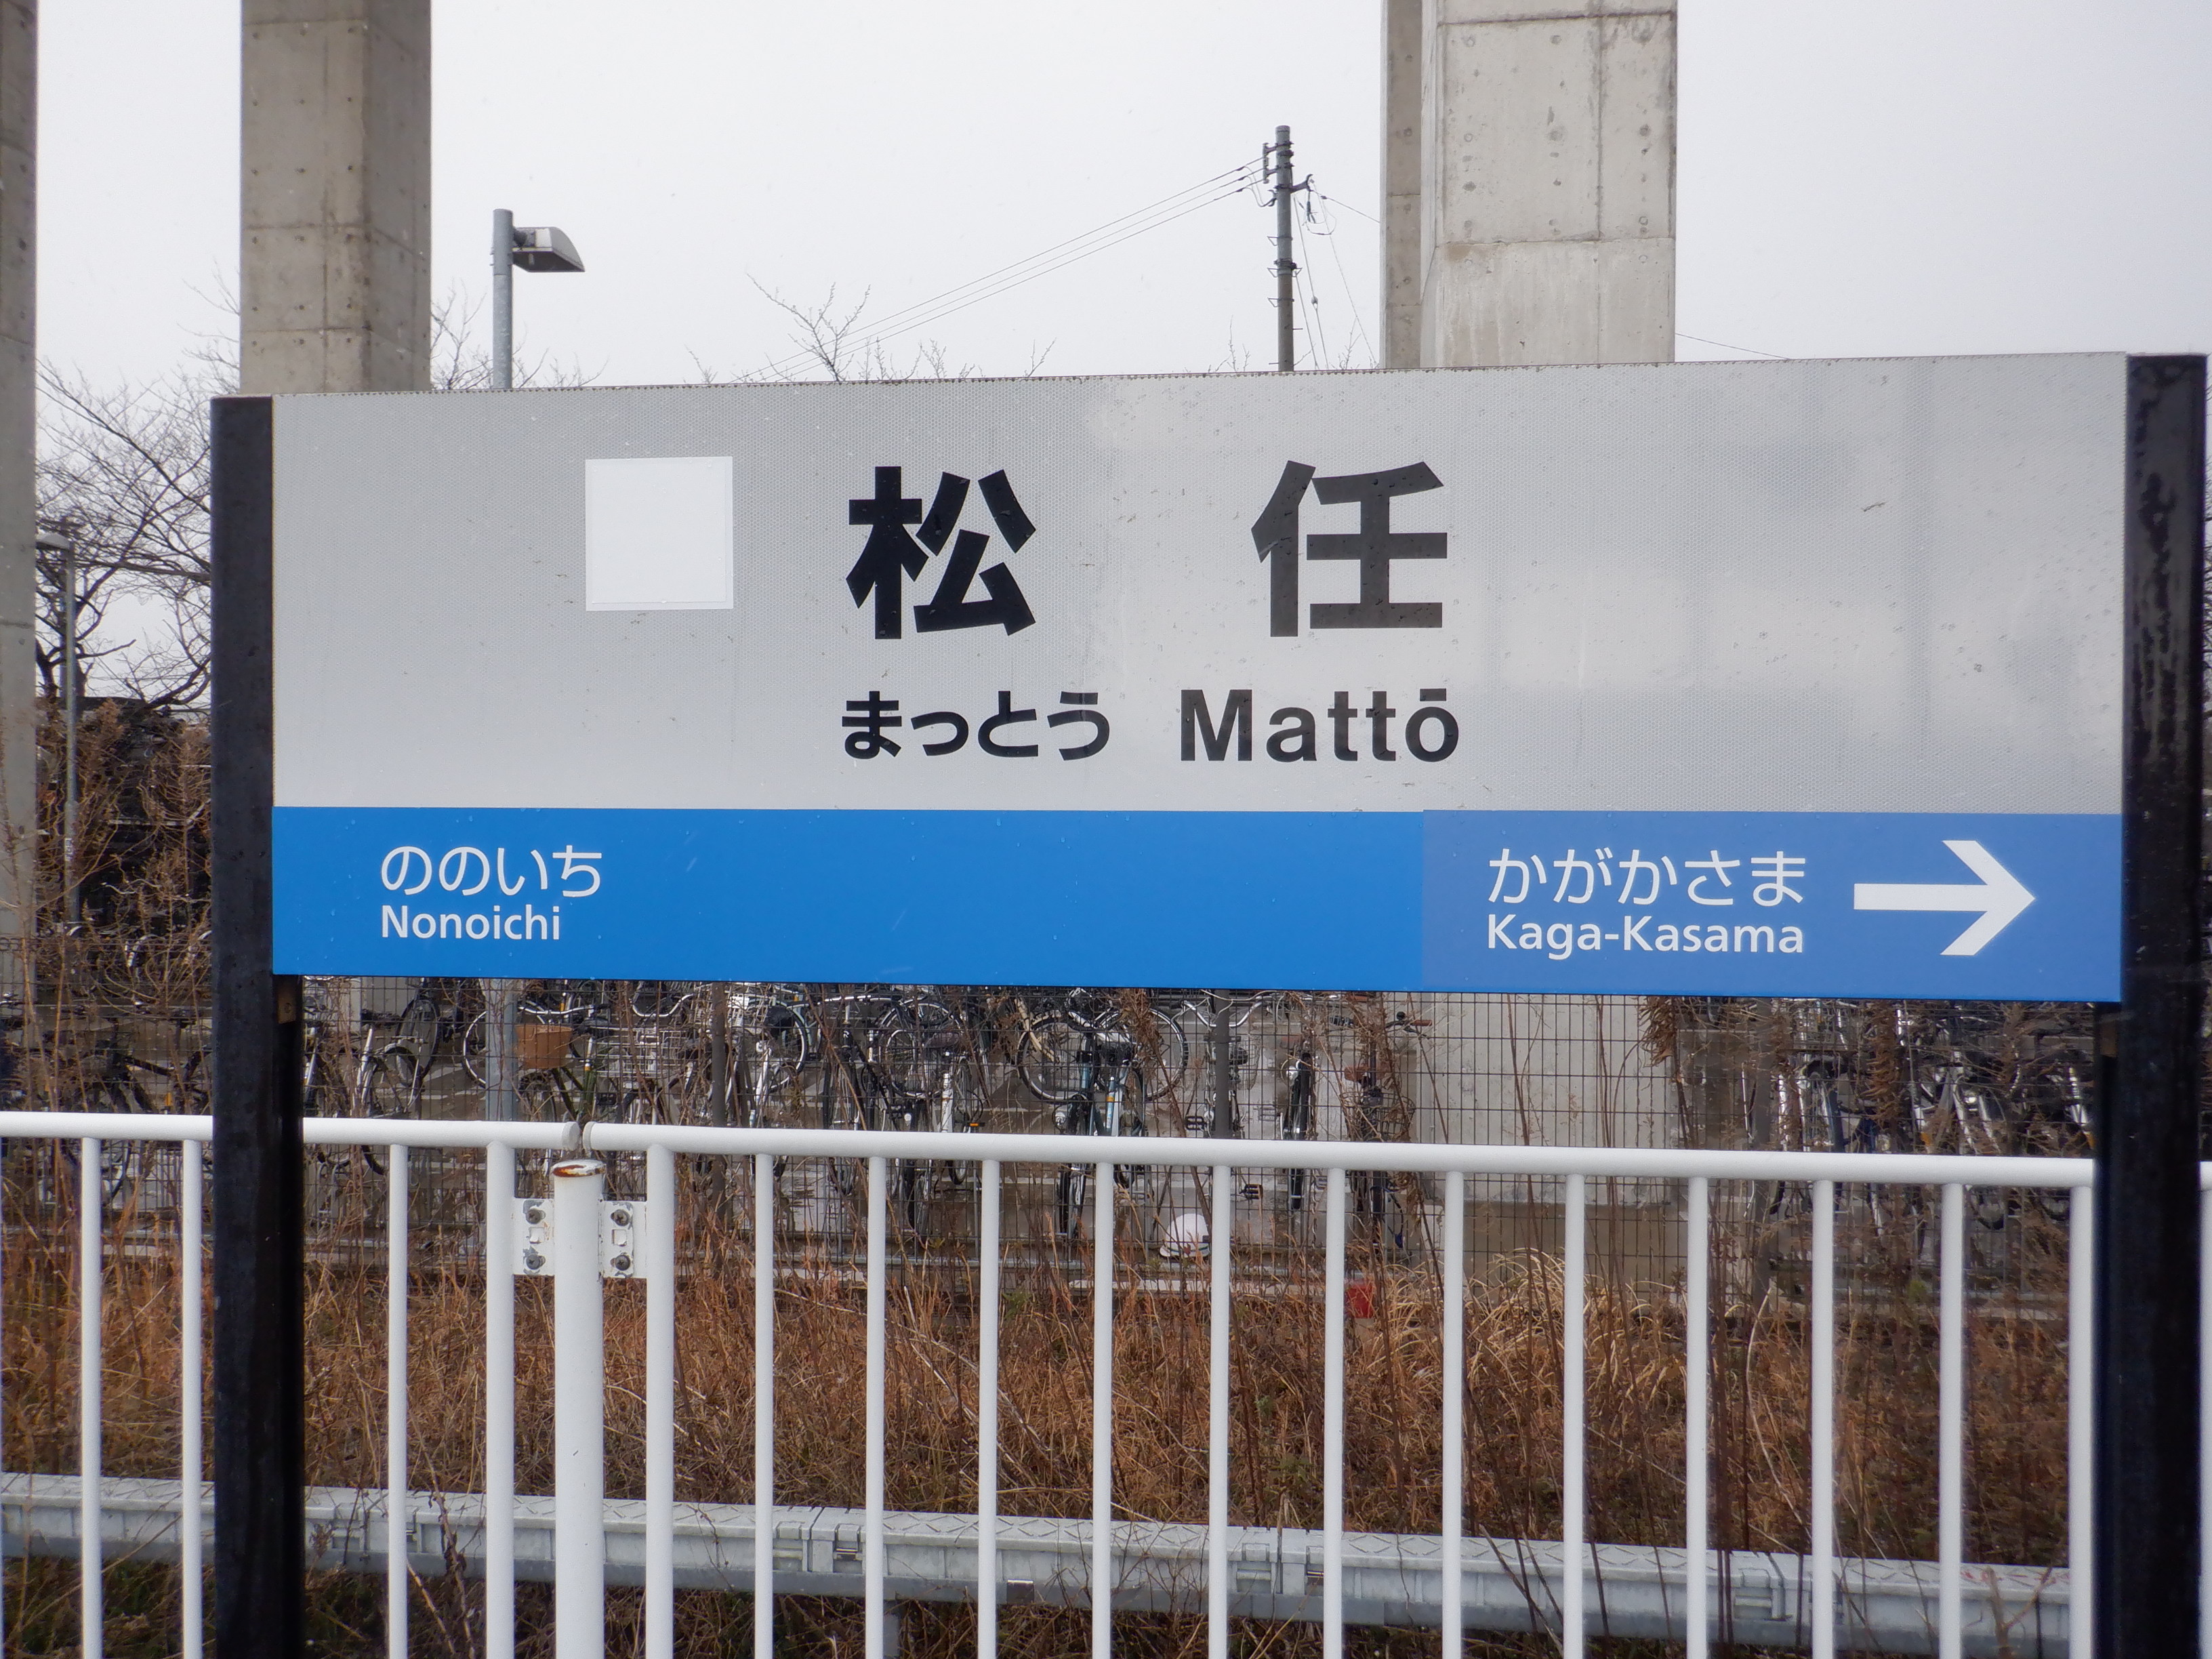 松任
まっとう Mattō
ののいち
Nonoichi
かがかさま
Kaga-Kasama